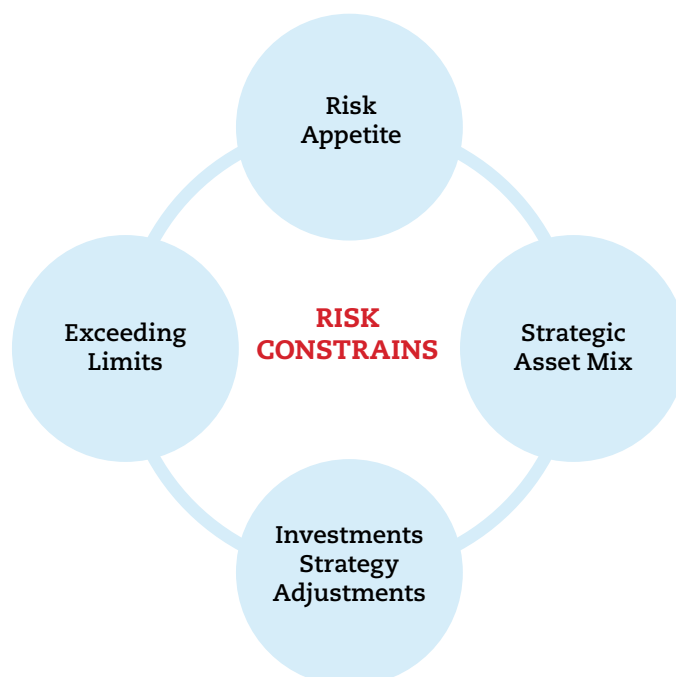 Risk
Appetite
Exceeding
Limits
RISK
CONSTRAINS
Strategic
Asset Mix
Investments
Strategy
Adjustments